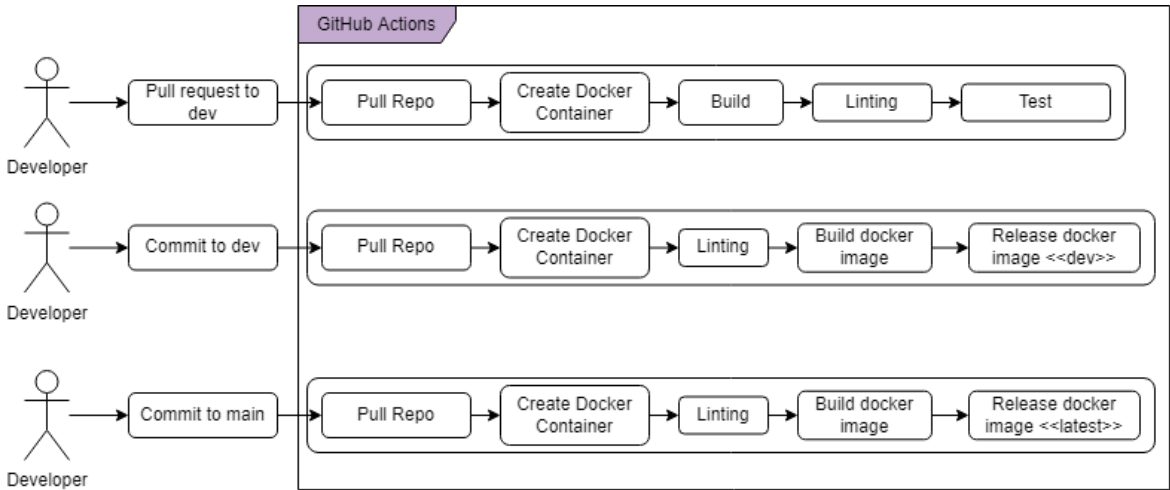 GitHub Actions
Developer
Pull request to
dev
Pull Repo
Create Docker
Container
Build
Linting
Test
Developer
Commit to dev
Pull Repo
Create Docker
Container
Linting
Build docker
image
Release docker
image <<dev>>
Developer
Commit to main
Pull Repo
Create Docker
Container
Linting
Build docker
image
Release docker
image <<latest>>